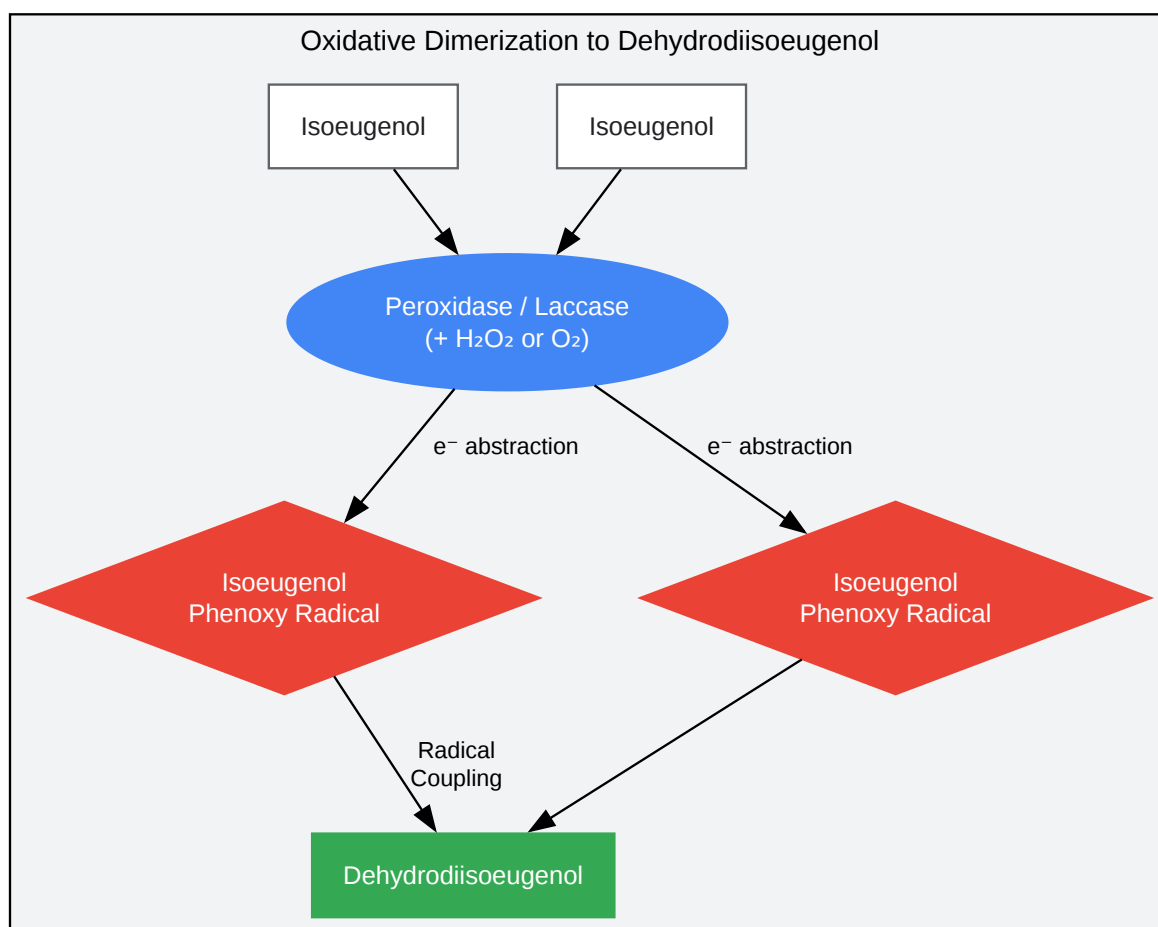 Oxidative Dimerization to Dehydrodiisoeugenol
Isoeugenol
Isoeugenol
Peroxidase / Laccase
(+ H₂O₂ or O₂)
e⁻ abstraction
e⁻ abstraction
Isoeugenol
Phenoxy Radical
Isoeugenol
Phenoxy Radical
Radical
Coupling
Dehydrodiisoeugenol